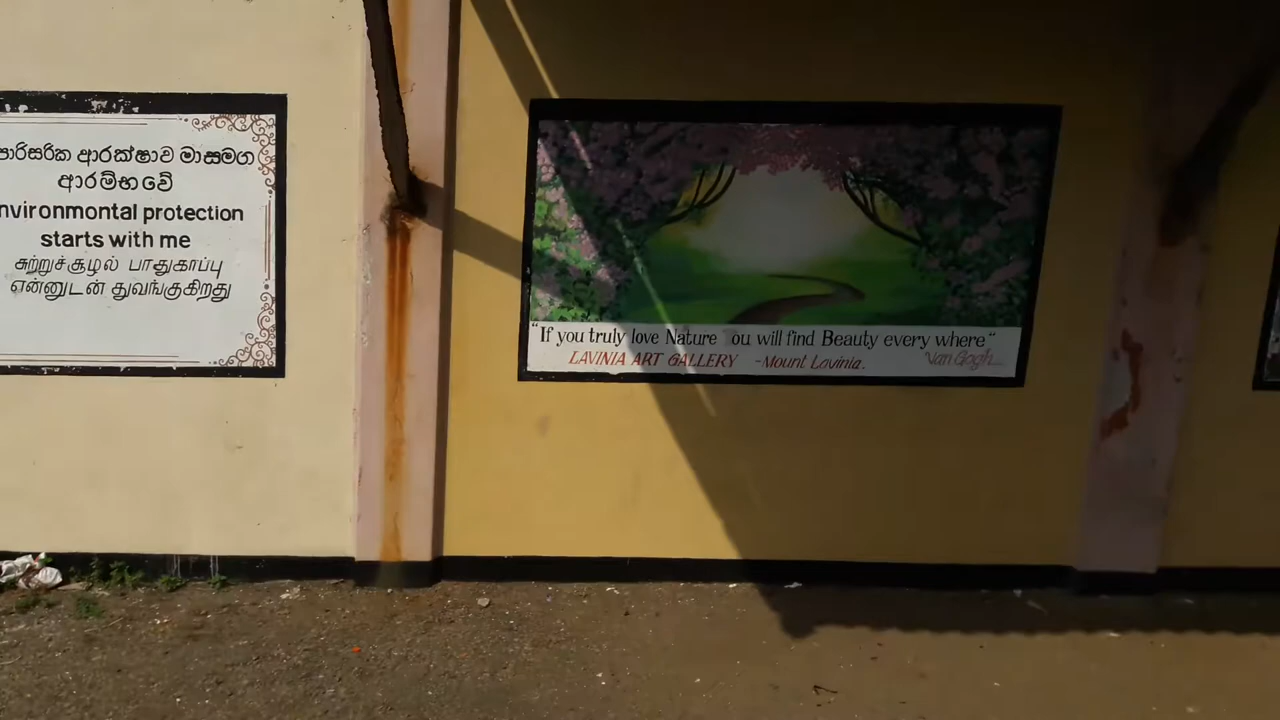 පාරිසරික ආරක්ෂාව මාසමග
ආරම්භවේ
nvironmontal protection
starts with me
சுற்றுச்சூழல் பாதுகாப்பு
என்னுடன் துவங்குகிறது
"If you truly love Nature ou will find Beauty every where"
LAVINIA ART GALLERY -Mount Lavinia.
Van Gogh...